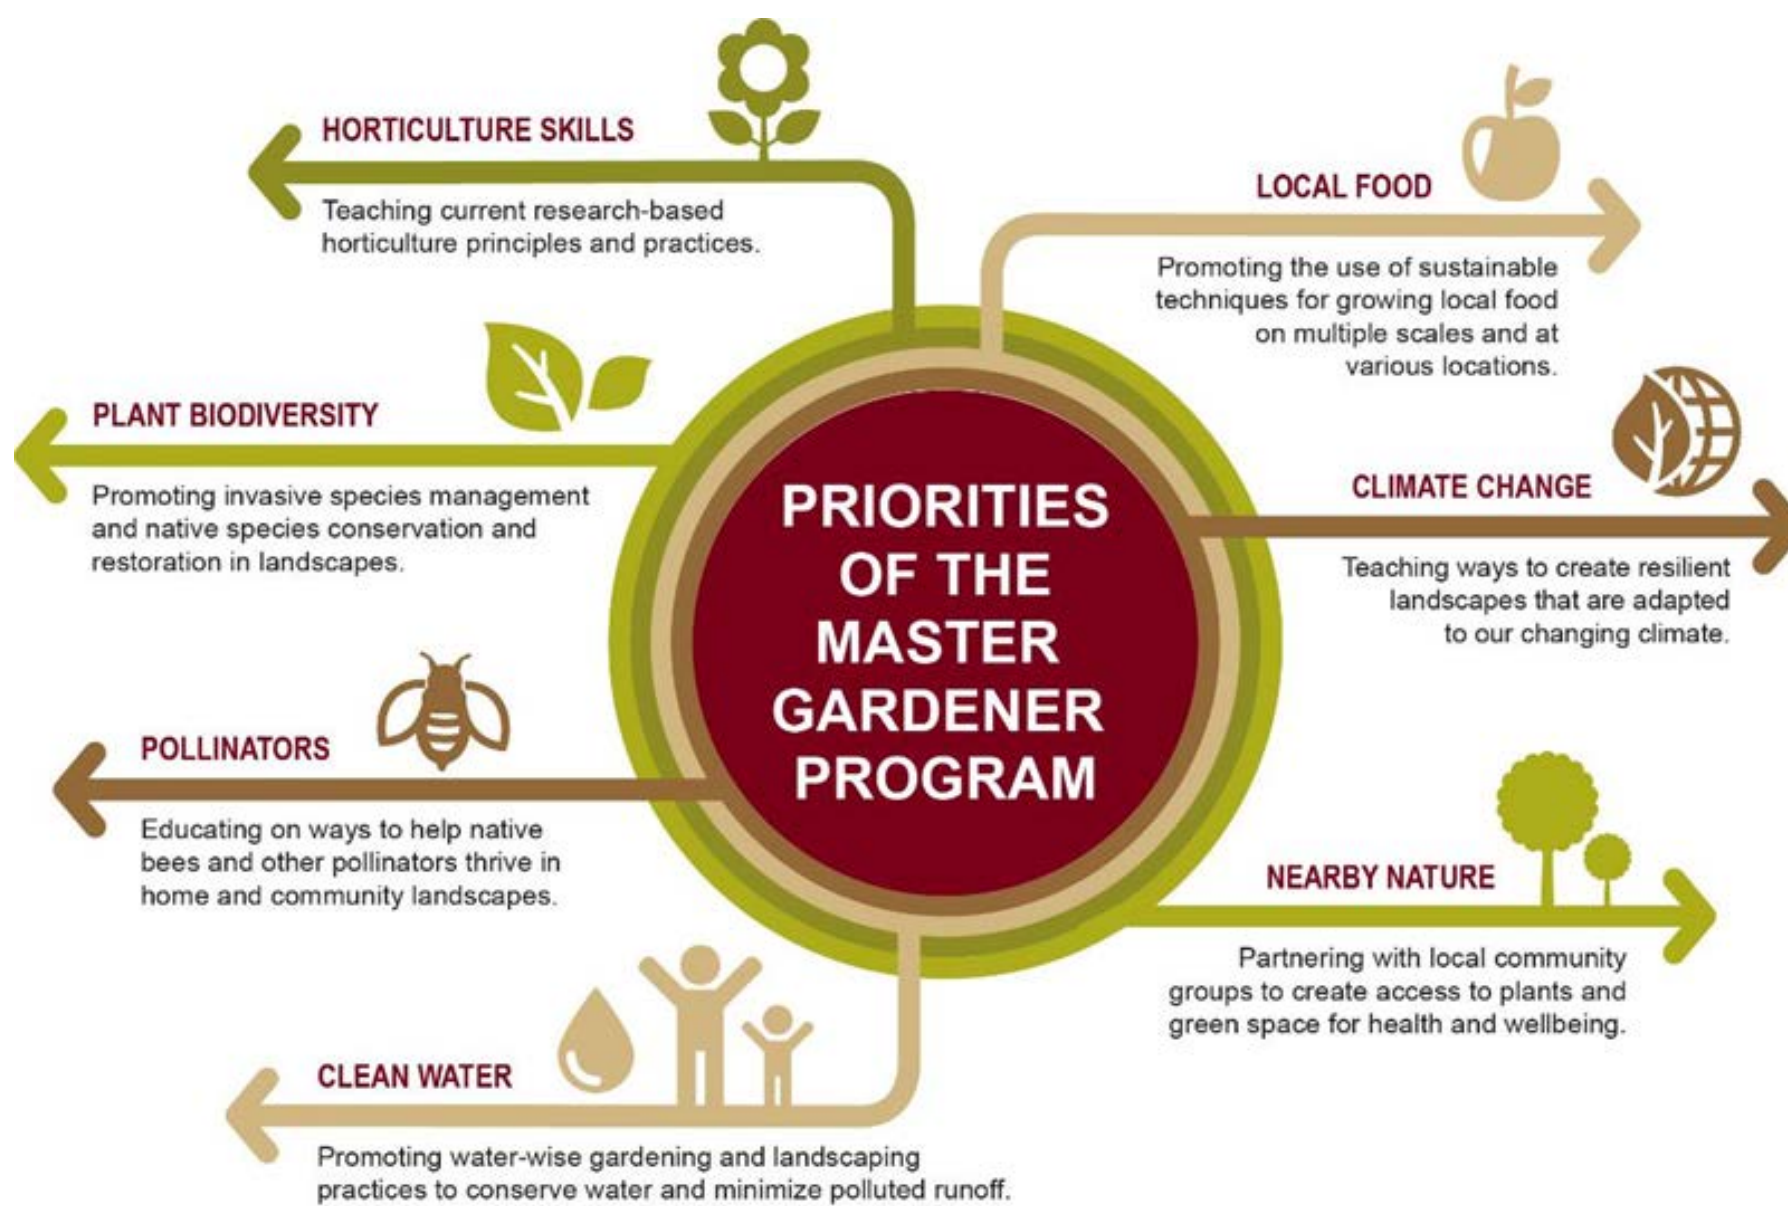 HORTICULTURE SKILLS
Teaching current research-based
horticulture principles and practices.
LOCAL FOOD
Promoting the use of sustainable
techniques for growing local food
on multiple scales and at
various locations.
PLANT BIODIVERSITY
Promoting invasive species management
and native species conservation and
restoration in landscapes.
PRIORITIES
OF THE
MASTER
GARDENER
PROGRAM
CLIMATE CHANGE
Teaching ways to create resilient
landscapes that are adapted
to our changing climate.
POLLINATORS
Educating on ways to help native
bees and other pollinators thrive in
home and community landscapes.
NEARBY NATURE
Partnering with local community
groups to create access to plants and
green space for health and wellbeing.
CLEAN WATER
Promoting water-wise gardening and landscaping
practices to conserve water and minimize polluted runoff.